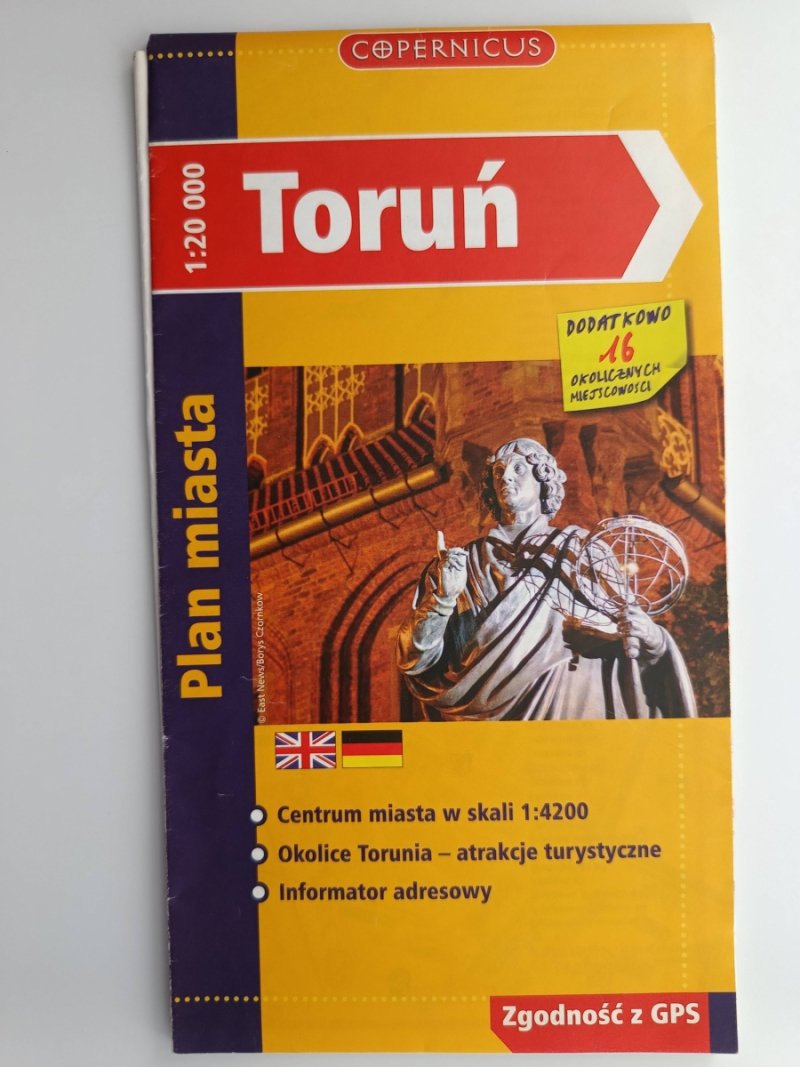 COPERNICUS
1:20 000
Toruń
DODATKOWO
16
OKOLICZNYCH
MIEJSCOWOŚCI
Plan miasta
© East News/Borys Czornkow
Centrum miasta w skali 1:4200
Okolice Torunia – atrakcje turystyczne
Informator adresowy
Zgodność z GPS